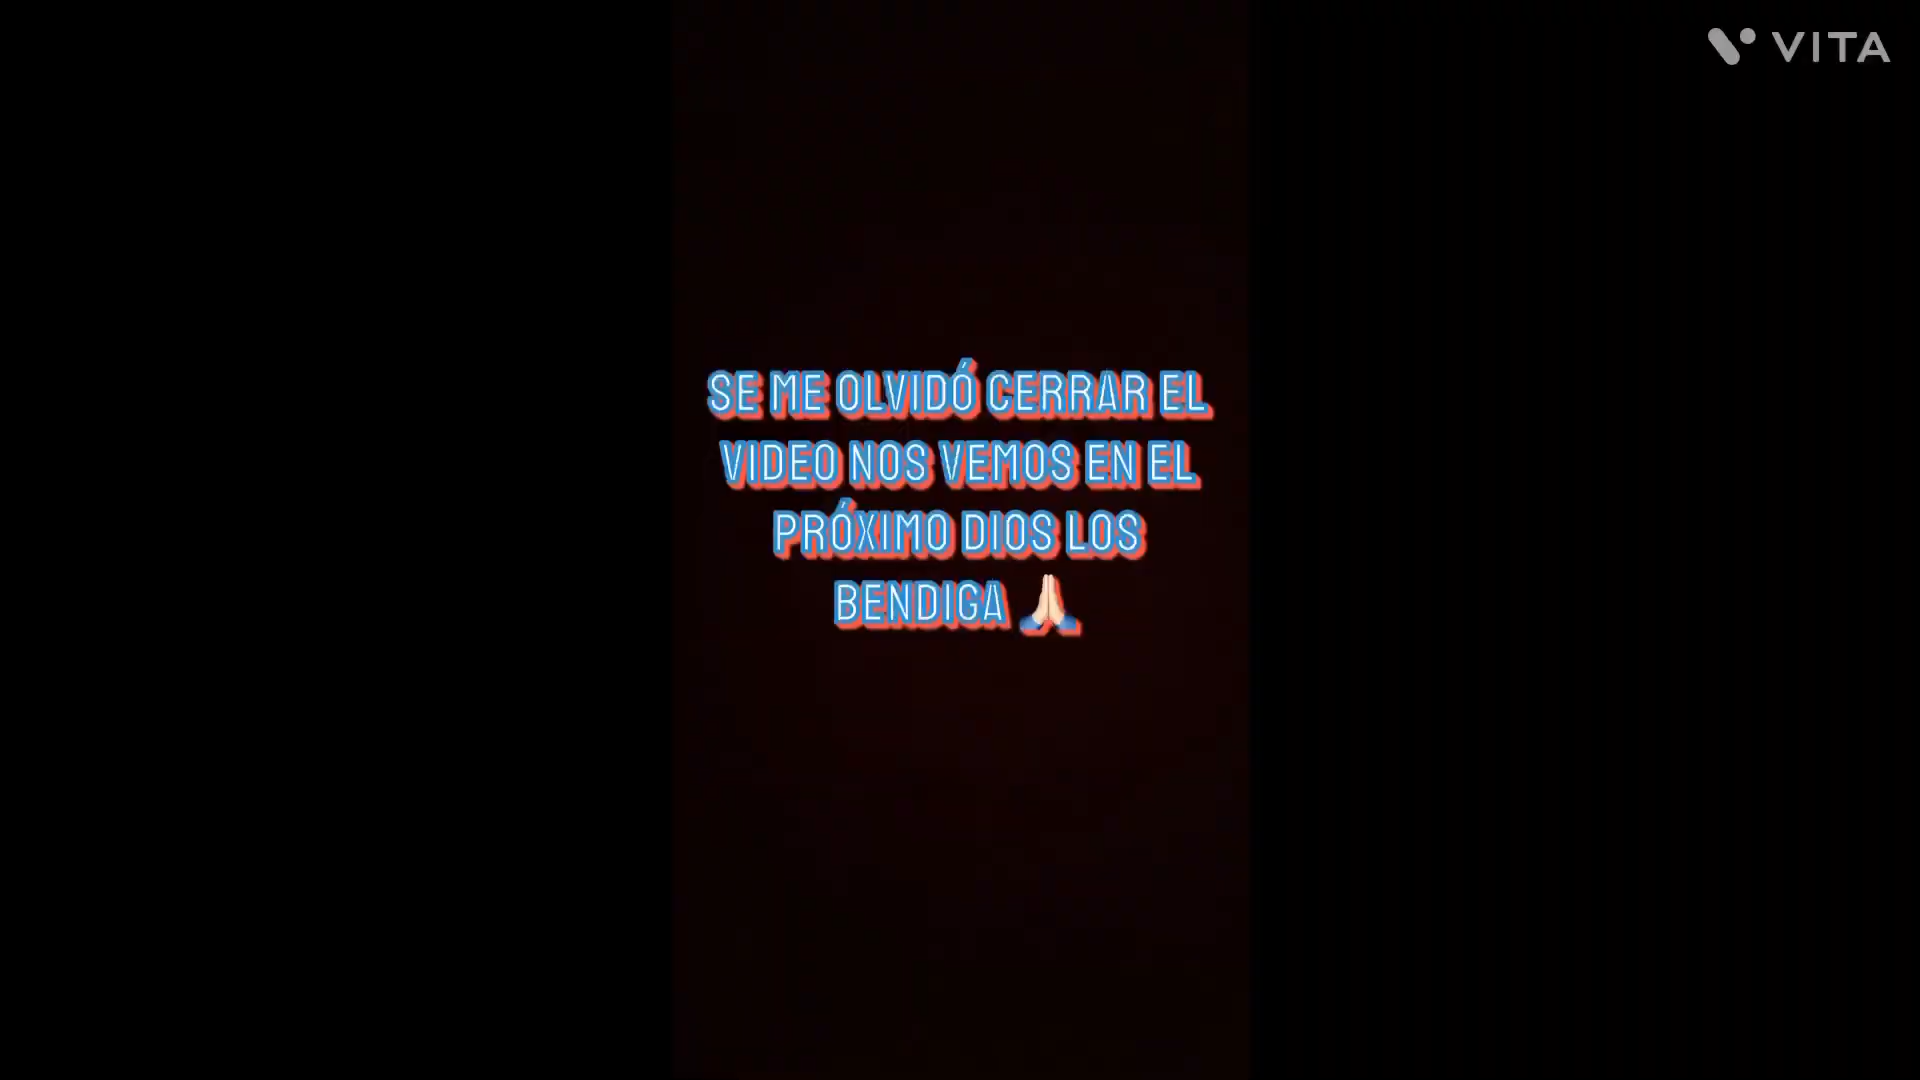 VITA
SE ME OLVIDÓ CERRAR EL
VIDEO NOS VEMOS EN EL
PRÓXIMO DIOS LOS
BENDIGA 🙏🏻